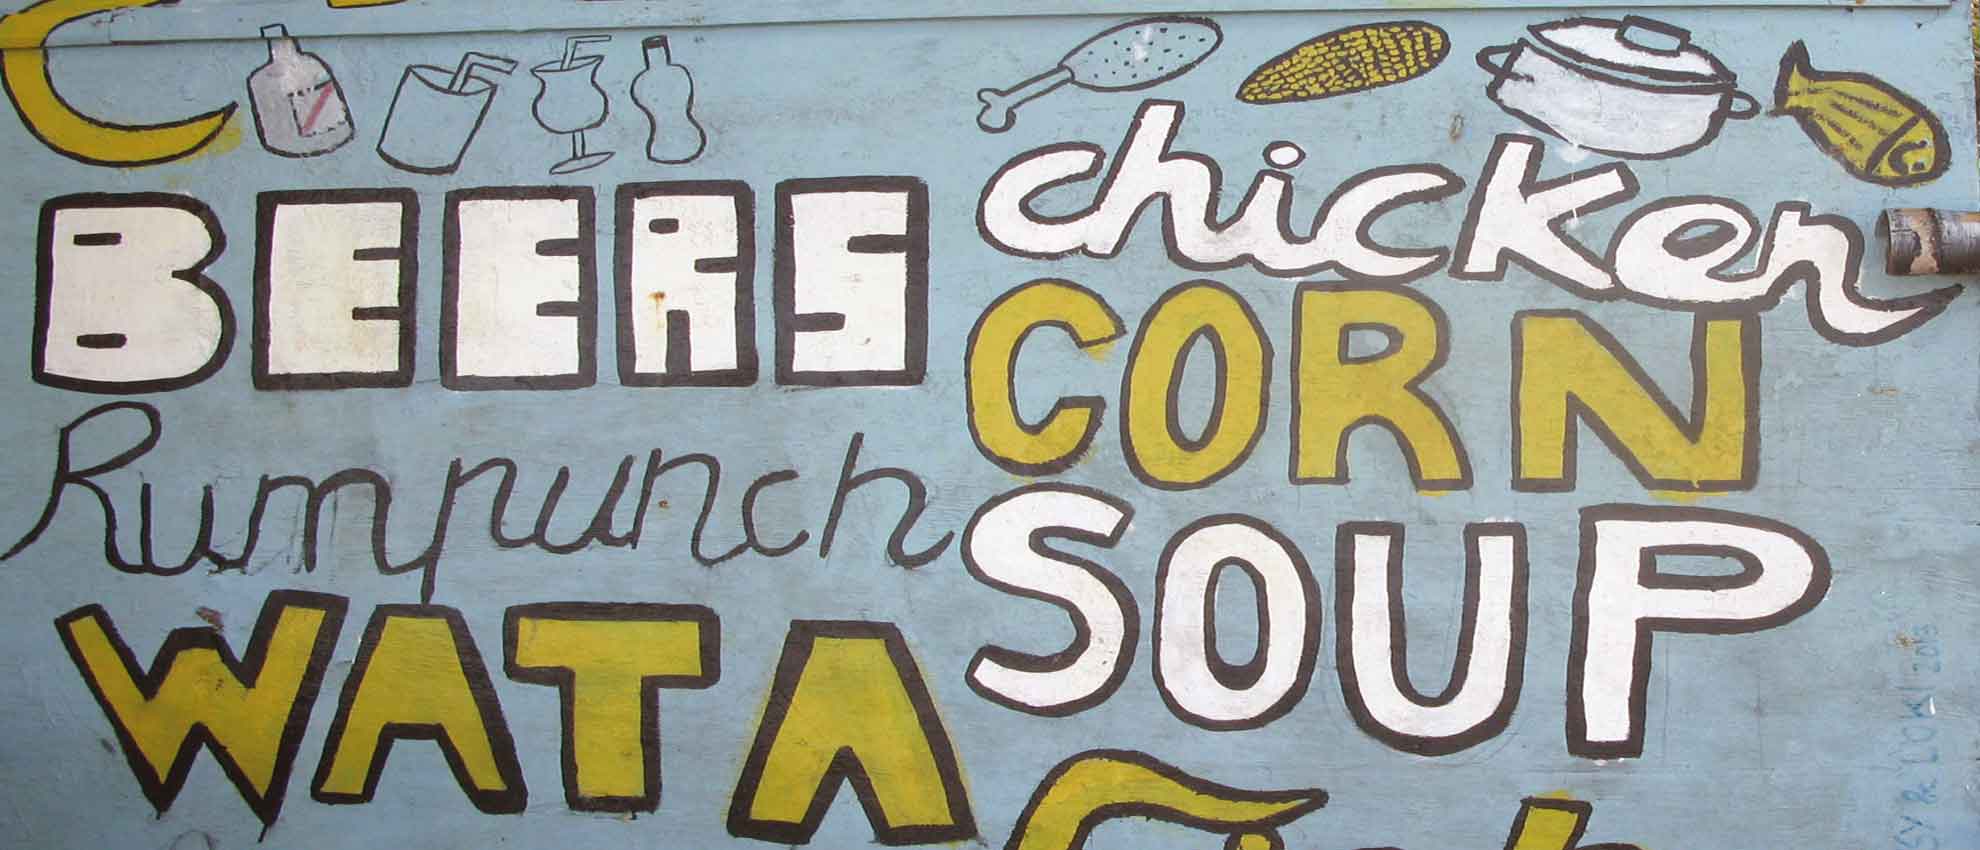 BEERS
Rumpunch
WATA
chicken
CORN
SOUP